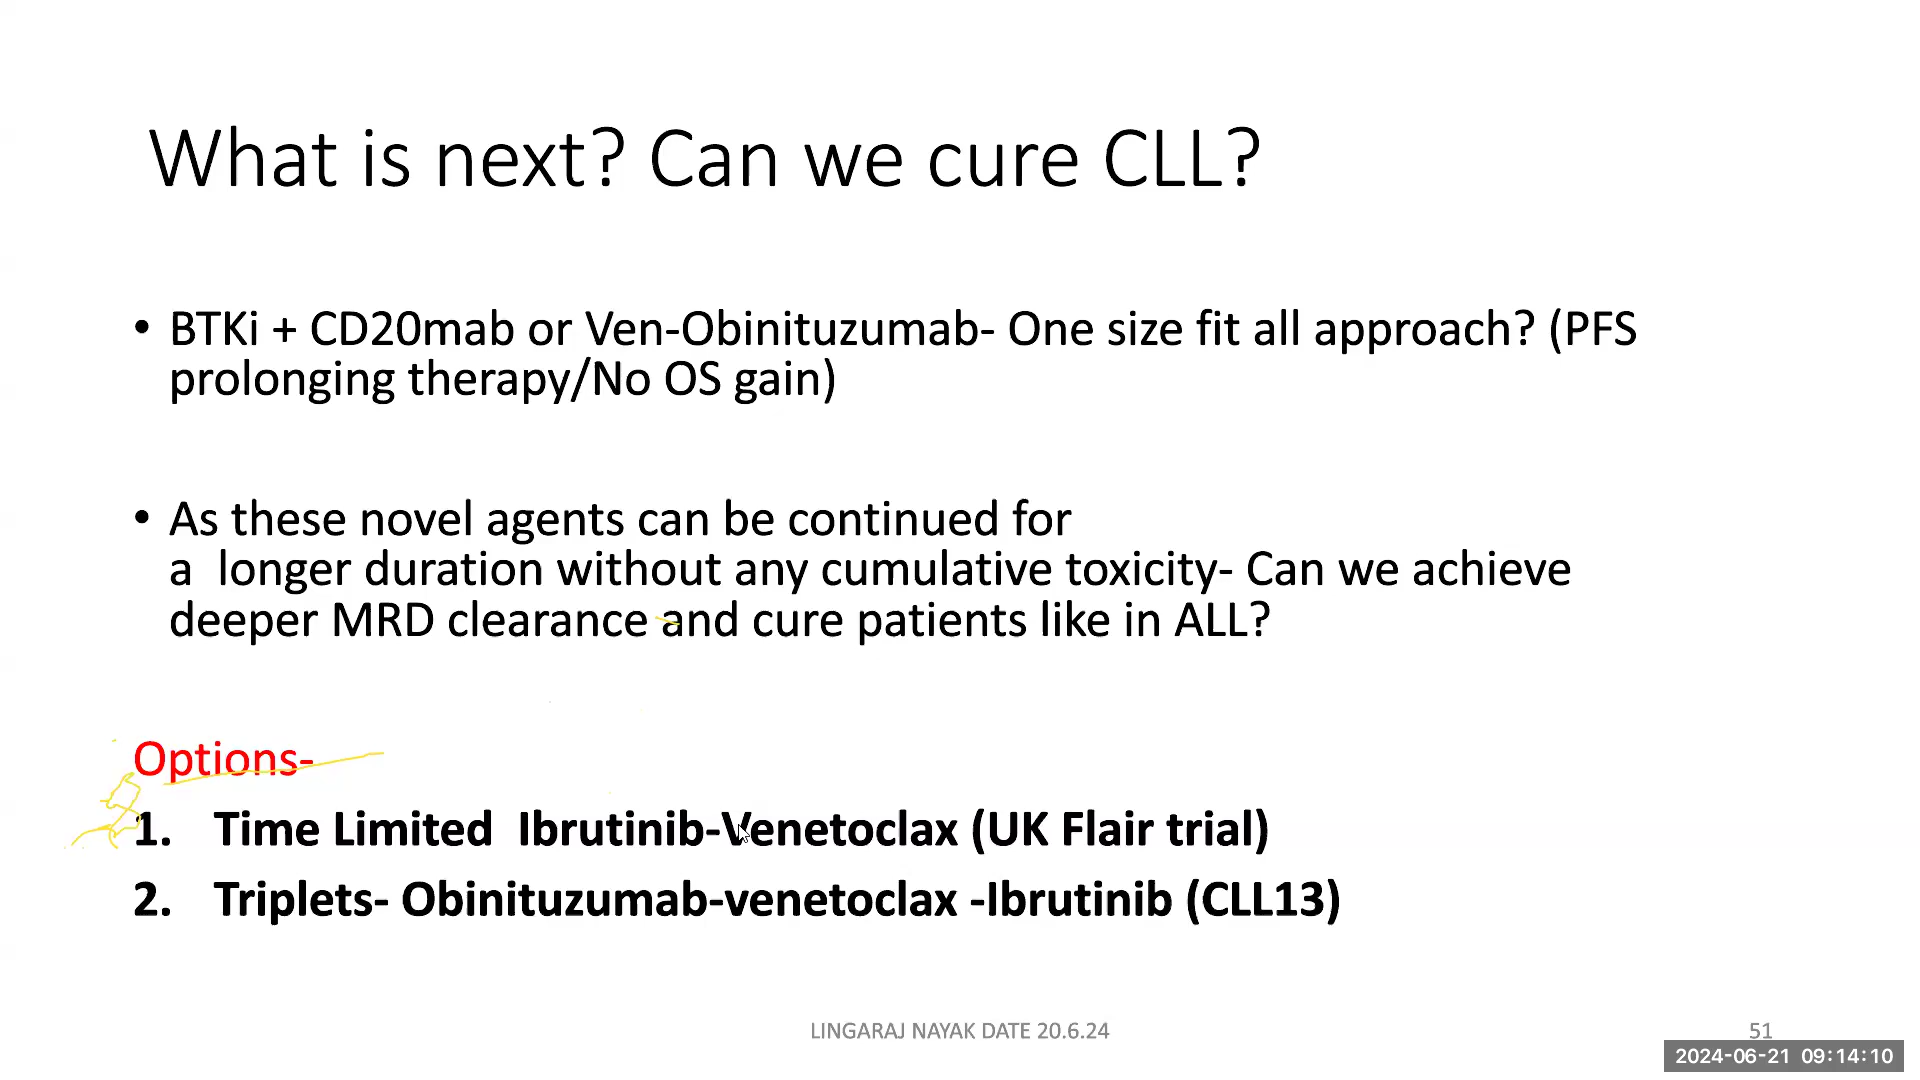 What is next? Can we cure CLL?
• BTKi + CD20mab or Ven-Obinituzumab- One size fit all approach? (PFS
prolonging therapy/No OS gain)
• As these novel agents can be continued for
a  longer duration without any cumulative toxicity- Can we achieve
deeper MRD clearance and cure patients like in ALL?
Options-
1. Time Limited  Ibrutinib-Venetoclax (UK Flair trial)
2. Triplets- Obinituzumab-venetoclax -Ibrutinib (CLL13)
LINGARAJ NAYAK DATE 20.6.24
51
2024-06-21 09:14:10